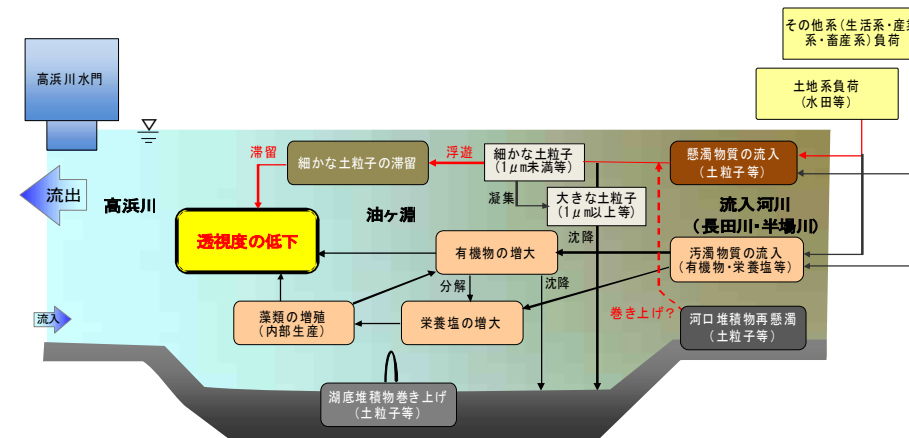 その他系(生活系・産
系・畜産系)負荷
高浜川水門
土地系負荷
(水田等)
滞留
細かな土粒子の滞留
浮遊
細かな土粒子
(1μm未満等)
懸濁物質の流入
(土粒子等)
凝集
大きな土粒子
(1μm以上等)
流出
高浜川
油ヶ淵
流入河川
(長田川・半場川)
透視度の低下
沈降
有機物の増大
汚濁物質の流入
(有機物・栄養塩等)
分解
沈降
流入
藻類の増殖
(内部生産)
栄養塩の増大
巻き上げ?
河口堆積物再懸濁
(土粒子等)
湖底堆積物巻き上げ
(土粒子等)